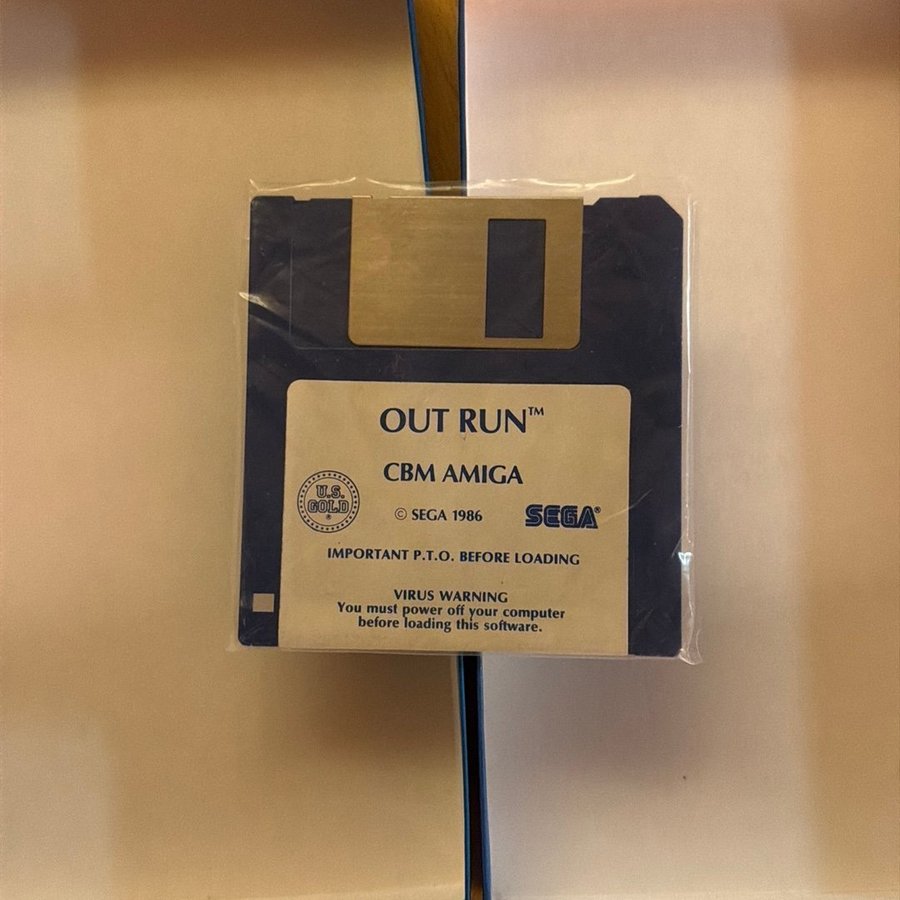 OUT RUN™
CBM AMIGA
U.S.
GOLD®
© SEGA 1986
SEGA®
IMPORTANT P.T.O. BEFORE LOADING
VIRUS WARNING
You must power off your computer
before loading this software.